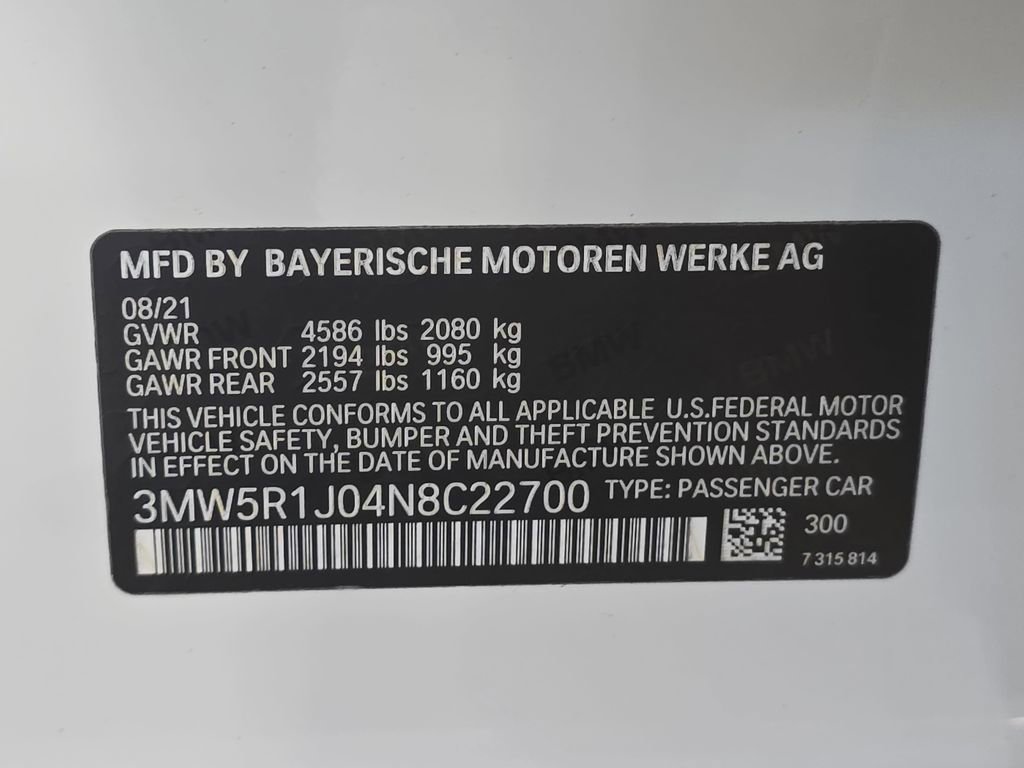 MFD BY BAYERISCHE MOTOREN WERKE AG
08/21
GVWR 4586 lbs 2080 kg
GAWR FRONT 2194 lbs 995 kg
GAWR REAR 2557 lbs 1160 kg
THIS VEHICLE CONFORMS TO ALL APPLICABLE U.S.FEDERAL MOTOR
VEHICLE SAFETY, BUMPER AND THEFT PREVENTION STANDARDS
IN EFFECT ON THE DATE OF MANUFACTURE SHOWN ABOVE.
3MW5R1J04N8C22700 TYPE: PASSENGER CAR
300
7 315 814
BMW
BMW
BMW